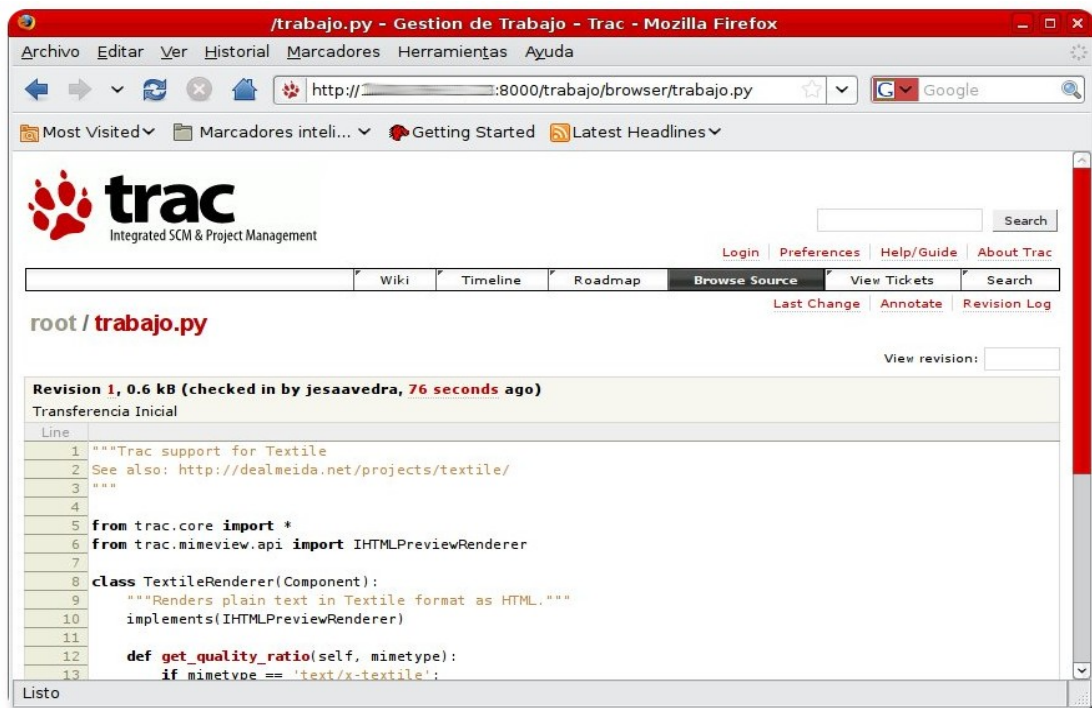 /trabajo.py - Gestion de Trabajo - Trac - Mozilla Firefox
Archivo Editar Ver Historial Marcadores Herramientas Ayuda
http:// :8000/trabajo/browser/trabajo.py
G Google
Most Visited Marcadores inteli... Getting Started Latest Headlines
trac
Integrated SCM & Project Management
Search
Login Preferences Help/Guide About Trac
Wiki Timeline Roadmap Browse Source View Tickets Search
Last Change Annotate Revision Log
root / trabajo.py
View revision:
Revision 1, 0.6 kB (checked in by jesaavedra, 76 seconds ago)
Transferencia Inicial
Line
1 """Trac support for Textile
2 See also: http://dealmeida.net/projects/textile/
3 """
4
5 from trac.core import *
6 from trac.mimeview.api import IHTMLPreviewRenderer
7
8 class TextileRenderer(Component):
9 """Renders plain text in Textile format as HTML."""
10 implements(IHTMLPreviewRenderer)
11
12 def get_quality_ratio(self, mimetype):
13 if mimetype == 'text/x-textile':
Listo